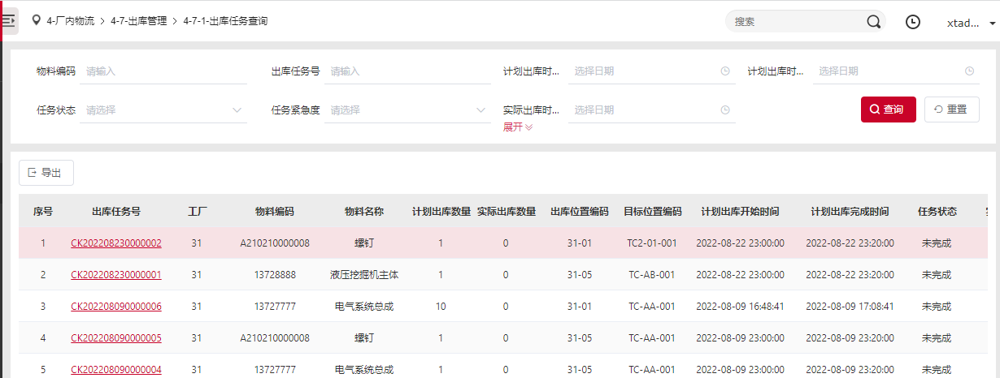 4-厂内物流 > 4-7-出库管理 > 4-7-1-出库任务查询 搜索 xtad...
物料编码 请输入 出库任务号 请输入 计划出库时... 选择日期 计划出库时... 选择日期
任务状态 请选择 任务紧急度 请选择 实际出库时... 选择日期 查询 重置
展开
导出
序号 出库任务号 工厂 物料编码 物料名称 计划出库数量 实际出库数量 出库位置编码 目标位置编码 计划出库开始时间 计划出库完成时间 任务状态
1 CK202208230000002 31 A210210000008 螺钉 1 0 31-01 TC2-01-001 2022-08-22 23:00:00 2022-08-22 23:20:00 未完成
2 CK202208230000001 31 13728888 液压挖掘机主体 1 0 31-05 TC-AB-001 2022-08-22 23:00:00 2022-08-22 23:20:00 未完成
3 CK202208090000006 31 13727777 电气系统总成 10 0 31-01 TC-AA-001 2022-08-09 16:48:41 2022-08-09 17:08:41 未完成
4 CK202208090000005 31 A210210000008 螺钉 1 0 31-05 TC-AA-001 2022-08-09 23:00:00 2022-08-09 23:20:00 未完成
5 CK202208090000004 31 13727777 电气系统总成 1 0 31-05 TC-AA-001 2022-08-09 23:00:00 2022-08-09 23:20:00 未完成